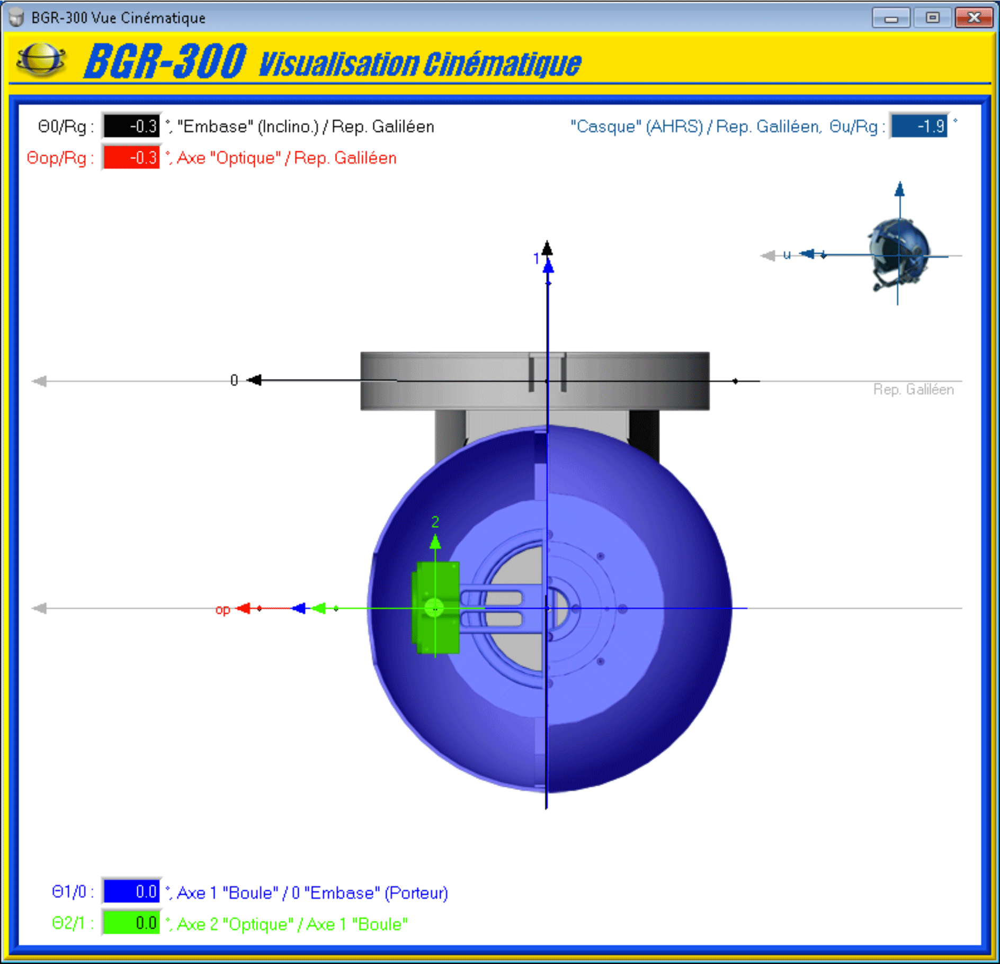 BGR-300 Vue Cinématique
BGR-300 Visualisation Cinématique
Θ0/Rg : -0.3 °, "Embase" (Inclino.) / Rep. Galiléen
"Casque" (AHRS) / Rep. Galiléen, Θu/Rg : -1.9 °
Θop/Rg : -0.3 °, Axe "Optique" / Rep. Galiléen
u
1
0
Rep. Galiléen
2
op
Θ1/0 : 0.0 °, Axe 1 "Boule" / 0 "Embase" (Porteur)
Θ2/1 : 0.0 °, Axe 2 "Optique" / Axe 1 "Boule"